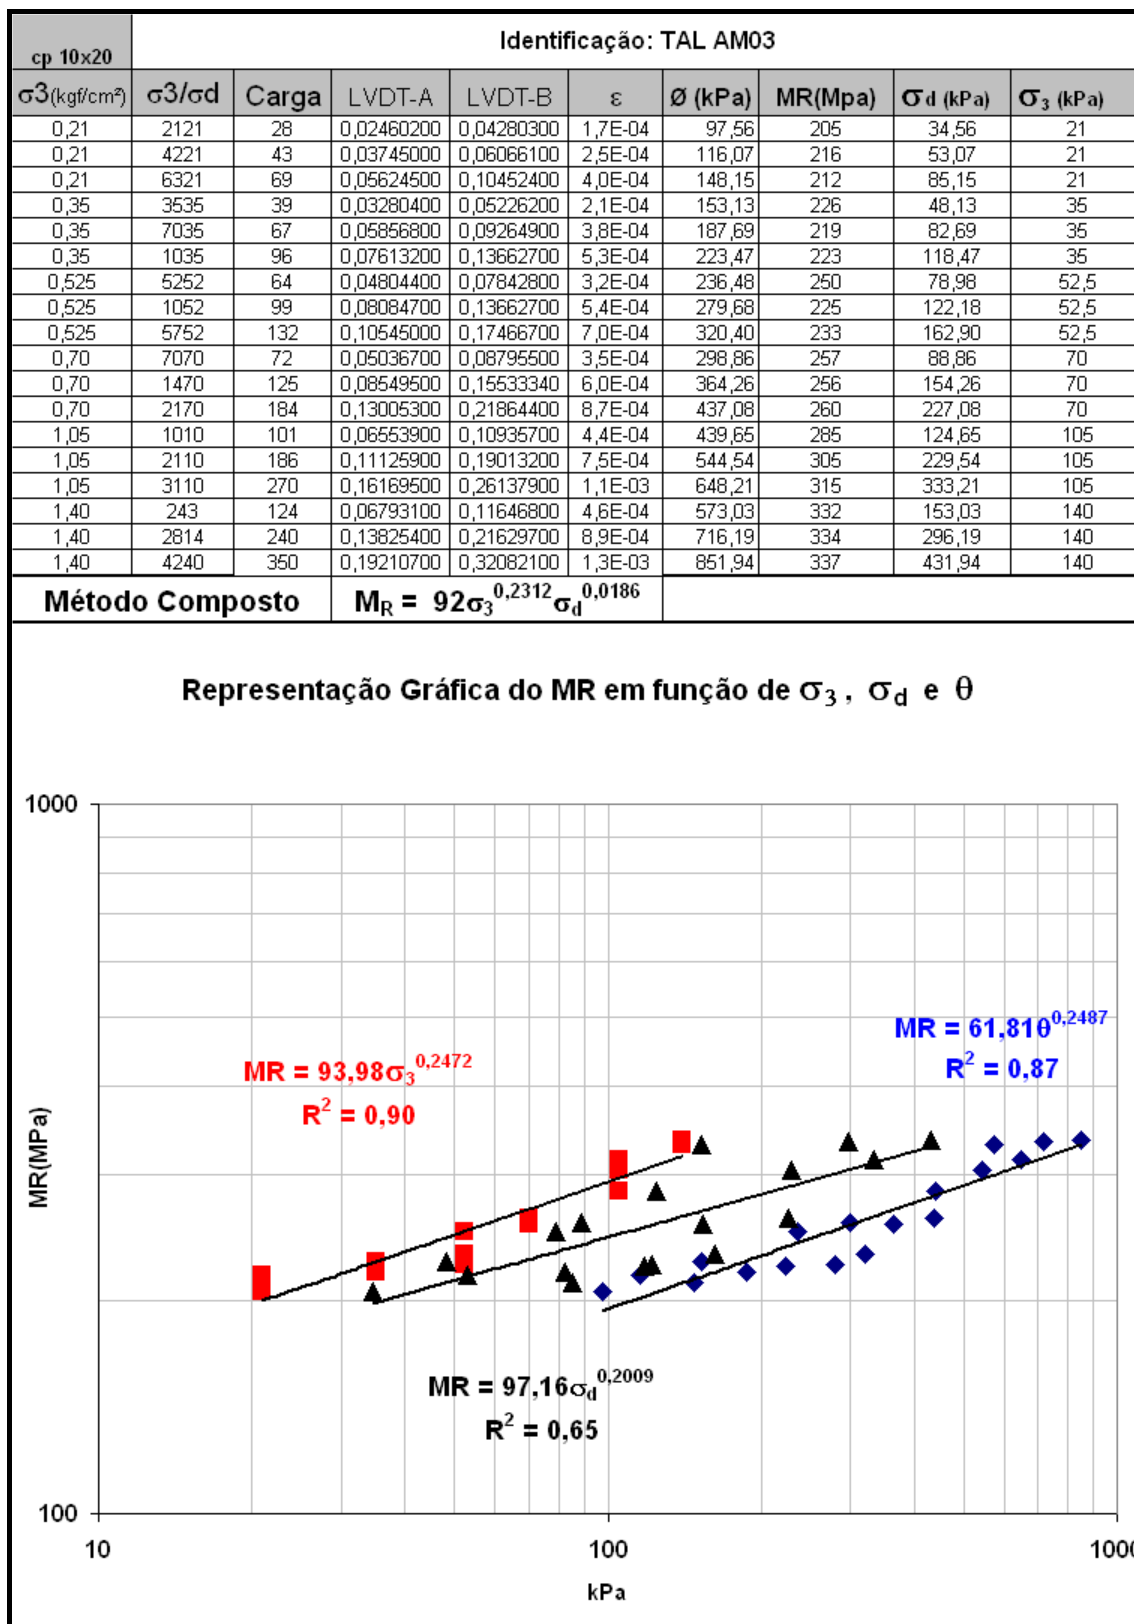 Identificação: TAL AM03
cp 10x20
σ3(kgf/cm²) σ3/σd Carga LVDT-A LVDT-B ε Ø (kPa) MR(Mpa) σd (kPa) σ3 (kPa)
0,21 2121 28 0,02460200 0,04280300 1,7E-04 97,56 205 34,56 21
0,21 4221 43 0,03745000 0,06066100 2,5E-04 116,07 216 53,07 21
0,21 6321 69 0,05624500 0,10452400 4,0E-04 148,15 212 85,15 21
0,35 3535 39 0,03280400 0,05226200 2,1E-04 153,13 226 48,13 35
0,35 7035 67 0,05856800 0,09264900 3,8E-04 187,69 219 82,69 35
0,35 1035 96 0,07613200 0,13662700 5,3E-04 223,47 223 118,47 35
0,525 5252 64 0,04804400 0,07842800 3,2E-04 236,48 250 78,98 52,5
0,525 1052 99 0,08084700 0,13662700 5,4E-04 279,68 225 122,18 52,5
0,525 5752 132 0,10545000 0,17466700 7,0E-04 320,40 233 162,90 52,5
0,70 7070 72 0,05036700 0,08795500 3,5E-04 298,86 257 88,86 70
0,70 1470 125 0,08549500 0,15533340 6,0E-04 364,26 256 154,26 70
0,70 2170 184 0,13005300 0,21864400 8,7E-04 437,08 260 227,08 70
1,05 1010 101 0,06553900 0,10935700 4,4E-04 439,65 285 124,65 105
1,05 2110 186 0,11125900 0,19013200 7,5E-04 544,54 305 229,54 105
1,05 3110 270 0,16169500 0,26137900 1,1E-03 648,21 315 333,21 105
1,40 243 124 0,06793100 0,11646800 4,6E-04 573,03 332 153,03 140
1,40 2814 240 0,13825400 0,21629700 8,9E-04 716,19 334 296,19 140
1,40 4240 350 0,19210700 0,32082100 1,3E-03 851,94 337 431,94 140
Método Composto M_R = 92σ_3^0,2312 σ_d^0,0186
Representação Gráfica do MR em função de σ_3 , σ_d e θ
1000
MR = 61,81θ^0,2487
R² = 0,87
MR = 93,98σ_3^0,2472
R² = 0,90
MR(MPa)
MR = 97,16σ_d^0,2009
R² = 0,65
100
10 100 1000
kPa